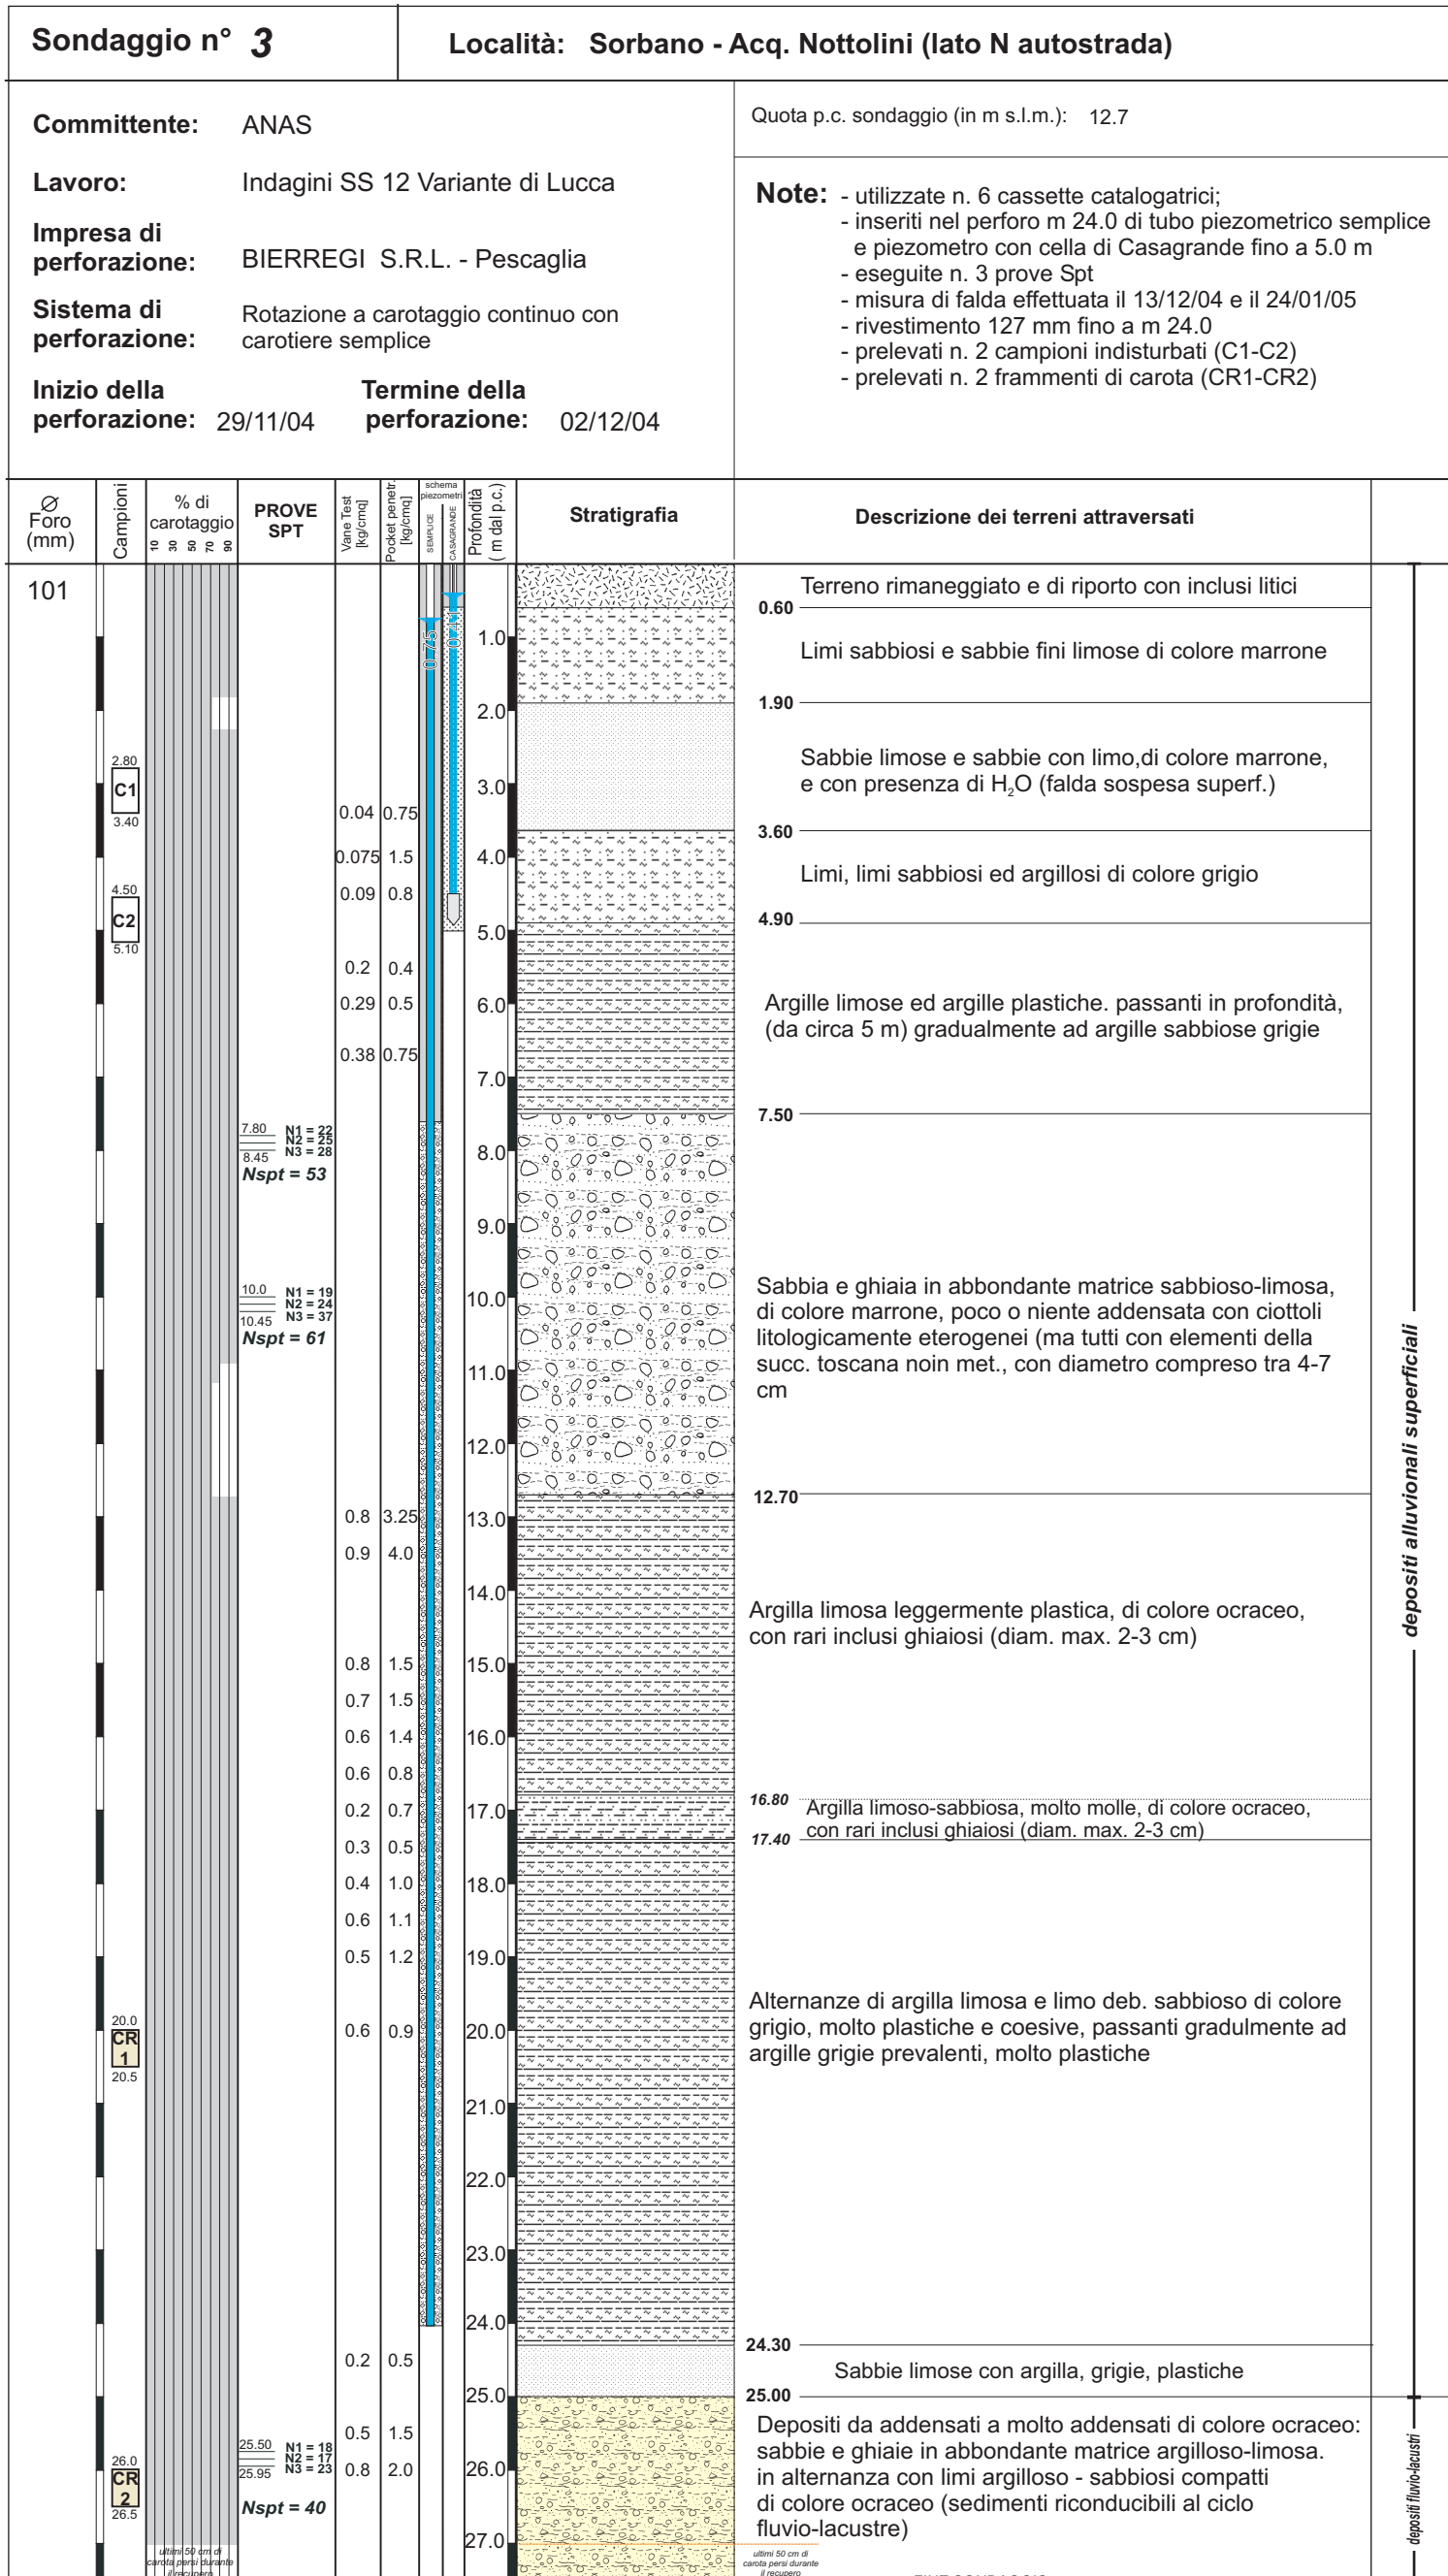 Sondaggio n° 3
Località: Sorbano - Acq. Nottolini (lato N autostrada)
Committente: ANAS
Lavoro: Indagini SS 12 Variante di Lucca
Impresa di
perforazione: BIERREGI S.R.L. - Pescaglia
Sistema di
perforazione: Rotazione a carotaggio continuo con
carotiere semplice
Inizio della
perforazione: 29/11/04
Termine della
perforazione: 02/12/04
Quota p.c. sondaggio (in m s.l.m.): 12.7
Note: - utilizzate n. 6 cassette catalogatrici;
- inseriti nel perforo m 24.0 di tubo piezometrico semplice
e piezometro con cella di Casagrande fino a 5.0 m
- eseguite n. 3 prove Spt
- misura di falda effettuata il 13/12/04 e il 24/01/05
- rivestimento 127 mm fino a m 24.0
- prelevati n. 2 campioni indisturbati (C1-C2)
- prelevati n. 2 frammenti di carota (CR1-CR2)
Ø
Foro
(mm)
Campioni
% di
carotaggio
10 30 50 70 90
PROVE
SPT
Vane Test
[kg/cmq]
Pocket penetr.
[kg/cmq]
schema
piezometri
SEMPLICE
CASAGRANDE
Profondità
( m dal p.c.)
Stratigrafia
Descrizione dei terreni attraversati
101
2.80
C1
3.40
4.50
C2
5.10
20.0
CR
1
20.5
26.0
CR
2
26.5
7.80
N1 = 22
N2 = 25
N3 = 28
8.45
Nspt = 53
10.0
N1 = 19
N2 = 24
N3 = 37
10.45
Nspt = 61
25.50
N1 = 18
N2 = 17
N3 = 23
25.95
Nspt = 40
0.04 0.75
0.075 1.5
0.09 0.8
0.2 0.4
0.29 0.5
0.38 0.75
0.8 3.25
0.9 4.0
0.8 1.5
0.7 1.5
0.6 1.4
0.6 0.8
0.2 0.7
0.3 0.5
0.4 1.0
0.6 1.1
0.5 1.2
0.6 0.9
0.2 0.5
0.5 1.5
0.8 2.0
0.75
1.0
2.0
3.0
4.0
5.0
6.0
7.0
8.0
9.0
10.0
11.0
12.0
13.0
14.0
15.0
16.0
17.0
18.0
19.0
20.0
21.0
22.0
23.0
24.0
25.0
26.0
27.0
Terreno rimaneggiato e di riporto con inclusi litici
0.60
Limi sabbiosi e sabbie fini limose di colore marrone
1.90
Sabbie limose e sabbie con limo,di colore marrone,
e con presenza di H2O (falda sospesa superf.)
3.60
Limi, limi sabbiosi ed argillosi di colore grigio
4.90
Argille limose ed argille plastiche. passanti in profondità,
(da circa 5 m) gradualmente ad argille sabbiose grigie
7.50
Sabbia e ghiaia in abbondante matrice sabbioso-limosa,
di colore marrone, poco o niente addensata con ciottoli
litologicamente eterogenei (ma tutti con elementi della
succ. toscana noin met., con diametro compreso tra 4-7
cm
12.70
Argilla limosa leggermente plastica, di colore ocraceo,
con rari inclusi ghiaiosi (diam. max. 2-3 cm)
16.80
Argilla limoso-sabbiosa, molto molle, di colore ocraceo,
con rari inclusi ghiaiosi (diam. max. 2-3 cm)
17.40
Alternanze di argilla limosa e limo deb. sabbioso di colore
grigio, molto plastiche e coesive, passanti gradulmente ad
argille grigie prevalenti, molto plastiche
24.30
Sabbie limose con argilla, grigie, plastiche
25.00
Depositi da addensati a molto addensati di colore ocraceo:
sabbie e ghiaie in abbondante matrice argilloso-limosa.
in alternanza con limi argilloso - sabbiosi compatti
di colore ocraceo (sedimenti riconducibili al ciclo
fluvio-lacustre)
depositi alluvionali superficiali
depositi fluvio-lacustri
ultimi 50 cm di
carota persi durante
il recupero
ultimi 50 cm di
carota persi durante
il recupero